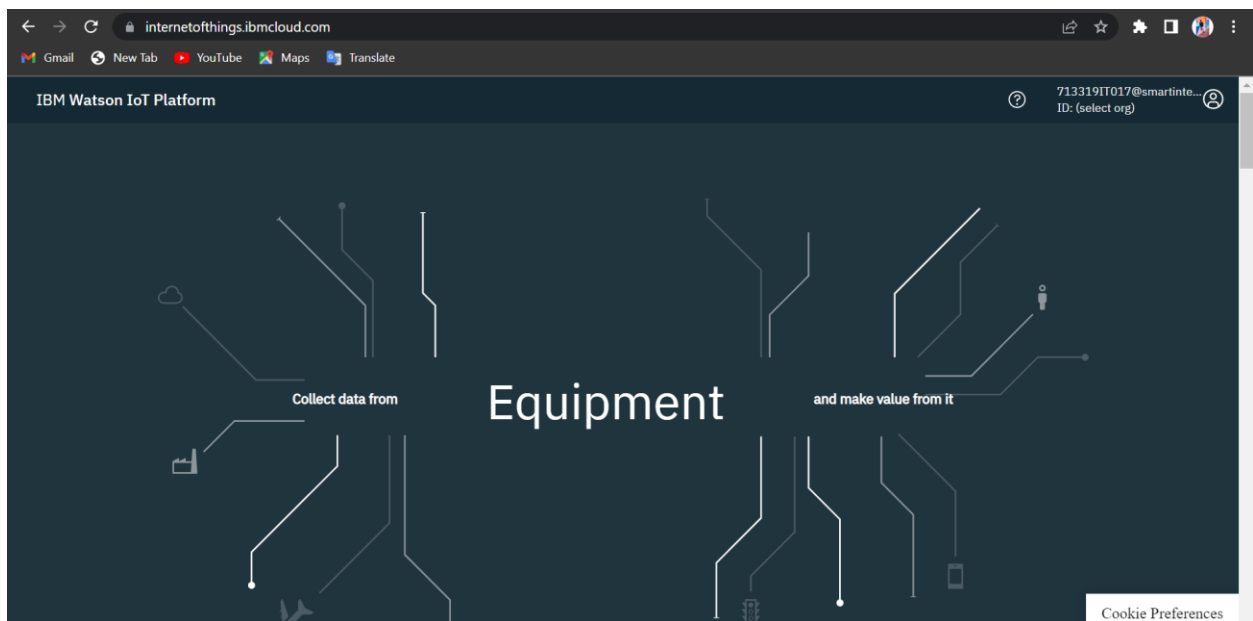 internetofthings.ibmcloud.com
Gmail New Tab YouTube Maps Translate
IBM Watson IoT Platform
713319IT017@smartinte...
ID: (select org)
Collect data from Equipment and make value from it
Cookie Preferences